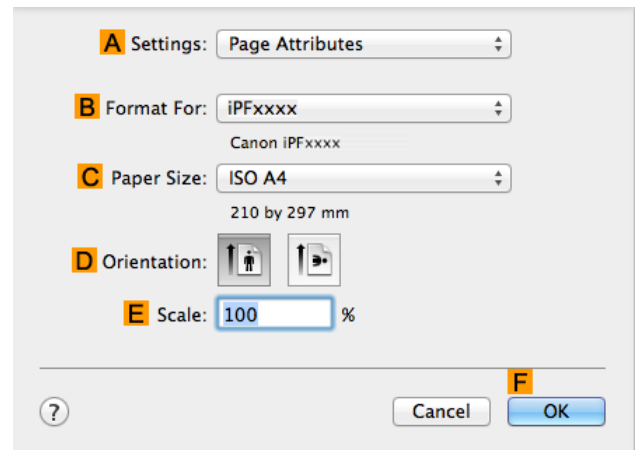 A Settings: Page Attributes
B Format For: iPFxxxx
Canon iPFxxxx
C Paper Size: ISO A4
210 by 297 mm
D Orientation:
E Scale: 100 %
F
? Cancel OK